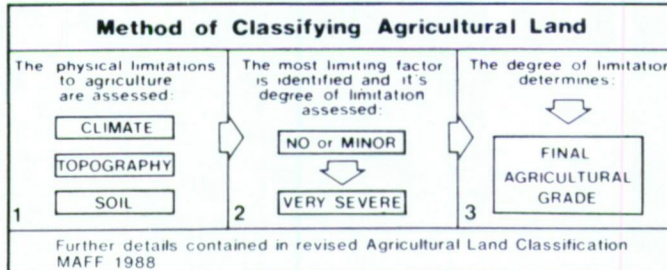 Method of Classifying Agricultural Land
The physical limitations
to agriculture
are assessed:
CLIMATE
TOPOGRAPHY
SOIL
1
The most limiting factor
is identified and it's
degree of limitation
assessed:
NO or MINOR
VERY SEVERE
2
The degree of limitation
determines:
FINAL
AGRICULTURAL
GRADE
3
Further details contained in revised Agricultural Land Classification
MAFF 1988